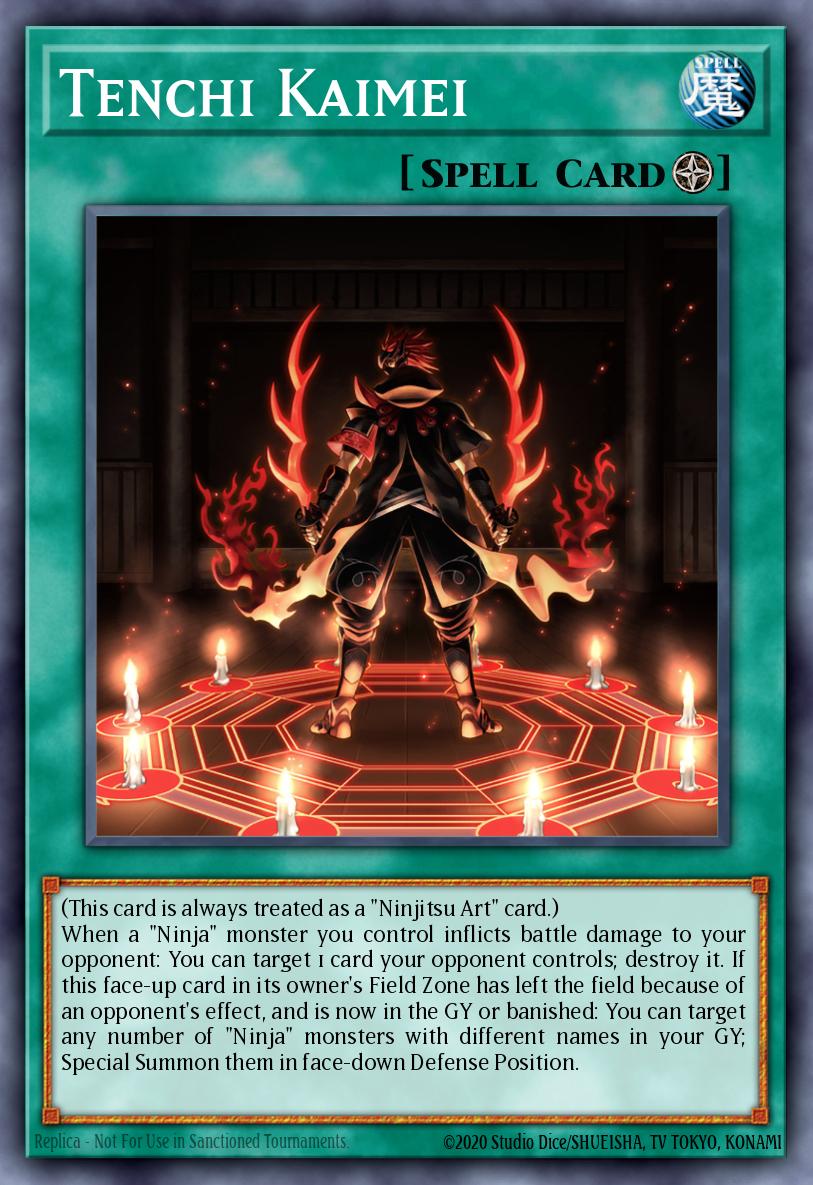 TENCHI KAIMEI
SPELL
魔
[SPELL CARD]
(This card is always treated as a "Ninjitsu Art" card.)
When a "Ninja" monster you control inflicts battle damage to your
opponent: You can target 1 card your opponent controls; destroy it. If
this face-up card in its owner's Field Zone has left the field because of
an opponent's effect, and is now in the GY or banished: You can target
any number of "Ninja" monsters with different names in your GY;
Special Summon them in face-down Defense Position.
Replica - Not For Use in Sanctioned Tournaments.
©2020 Studio Dice/SHUEISHA, TV TOKYO, KONAMI